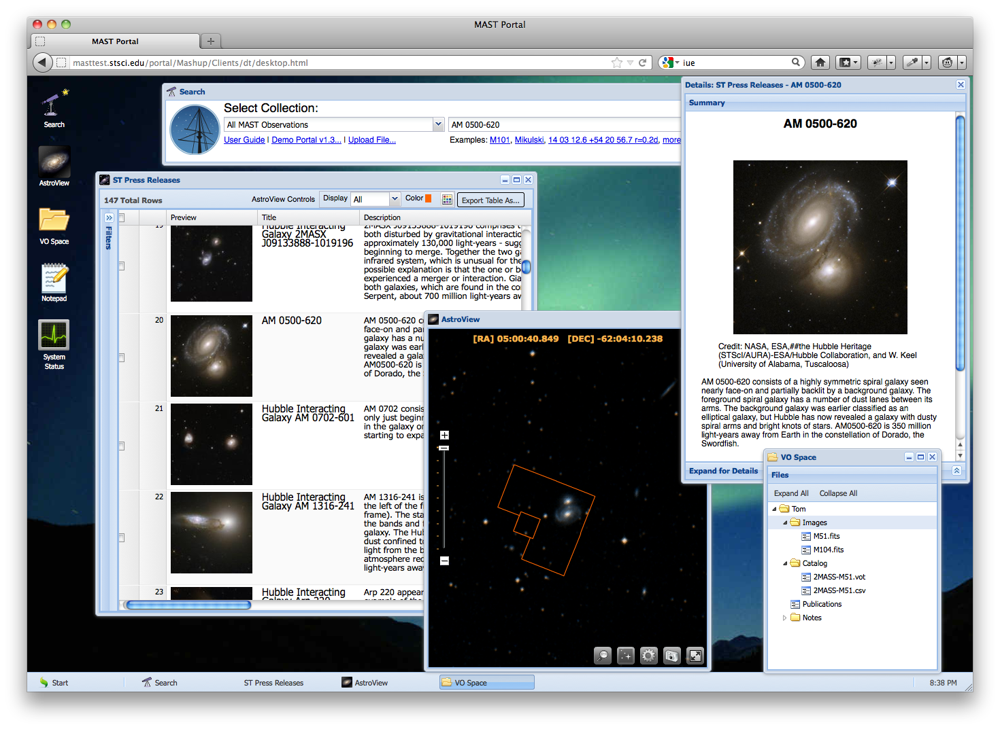 MAST Portal
MAST Portal
masttest.stsci.edu/portal/Mashup/Clients/dt/desktop.html
iue
Search
AstroView
VO Space
Notepad
System
Status
Search
Select Collection:
All MAST Observations
AM 0500-620
User Guide | Demo Portal v1.3... | Upload File...
Examples: M101, Mikulski, 14 03 12.6 +54 20 56.7 r=0.2d, more
ST Press Releases
147 Total Rows
AstroView Controls
Display
All
Color
Export Table As...
Filters
Preview
Title
Description
19
Hubble Interacting
Galaxy 2MASX
J09133888-1019196
2MASX J09133888-1019196 comprises
both disturbed by gravitational interactio
approximately 130,000 light-years - sugg
beginning to merge. Together the two ga
infrared system, which is unusual for the
possible explanation is that the one or bo
experienced a merger or interaction. Gia
both galaxies, which are found in the co
Serpent, about 700 million light-years aw
20
AM 0500-620
AM 0500-620 c
face-on and par
galaxy has a nu
galaxy was earl
revealed a gala
AM0500-620 is
of Dorado, the
21
Hubble Interacting
Galaxy AM 0702-601
AM 0702 consis
only just beginn
in the galaxy or
starting to expa
22
Hubble Interacting
Galaxy AM 1316-241
AM 1316-241 is
the left of the f
frame). The sta
the bands and
galaxy. The Hub
dust confined to
light from the b
atmosphere rec
light-years away
23
Hubble Interacting
Galaxy Arp 220
Arp 220 appear
example of the
AstroView
[RA] 05:00:40.849 [DEC] -62:04:10.238
Details: ST Press Releases - AM 0500-620
Summary
AM 0500-620
Credit: NASA, ESA,##the Hubble Heritage
(STScI/AURA)-ESA/Hubble Collaboration, and W. Keel
(University of Alabama, Tuscaloosa)
AM 0500-620 consists of a highly symmetric spiral galaxy seen
nearly face-on and partially backlit by a background galaxy. The
foreground spiral galaxy has a number of dust lanes between its
arms. The background galaxy was earlier classified as an
elliptical galaxy, but Hubble has now revealed a galaxy with dusty
spiral arms and bright knots of stars. AM0500-620 is 350 million
light-years away from Earth in the constellation of Dorado, the
Swordfish.
Expand for Details
VO Space
Files
Expand All
Collapse All
Tom
Images
M51.fits
M104.fits
Catalog
2MASS-M51.vot
2MASS-M51.csv
Publications
Notes
Start
Search
ST Press Releases
AstroView
VO Space
8:38 PM